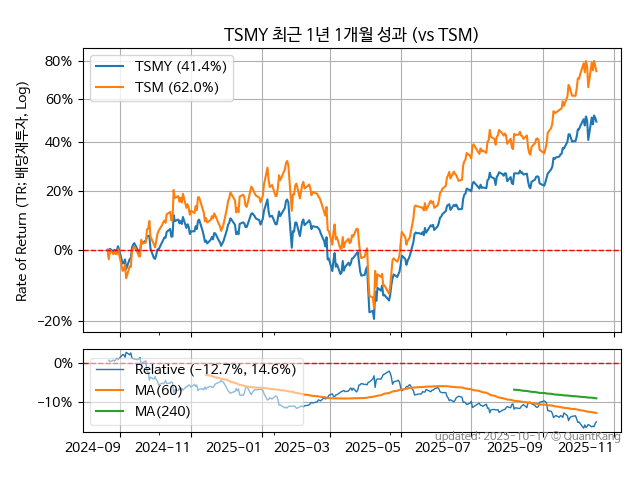 TSMY 최근 1년 1개월 성과 (vs TSM)
Rate of Return (TR: 배당재투자, Log)
80%
60%
40%
20%
0%
−20%
TSMY (41.4%)
TSM (62.0%)
0%
−10%
Relative (−12.7%, 14.6%)
MA(60)
MA(240)
2024-09
2024-11
2025-01
2025-03
2025-05
2025-07
2025-09
2025-11
updated: 2025-10-17 © QuantKang